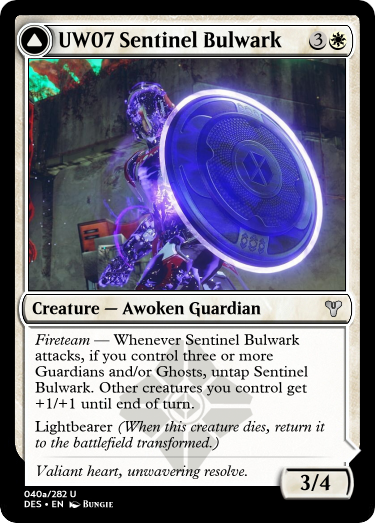 UW07 Sentinel Bulwark 3
Creature — Awoken Guardian
Fireteam — Whenever Sentinel Bulwark
attacks, if you control three or more
Guardians and/or Ghosts, untap Sentinel
Bulwark. Other creatures you control get
+1/+1 until end of turn.
Lightbearer (When this creature dies, return it
to the battlefield transformed.)
Valiant heart, unwavering resolve.
3/4
040a/282 U
DES • EN Bungie